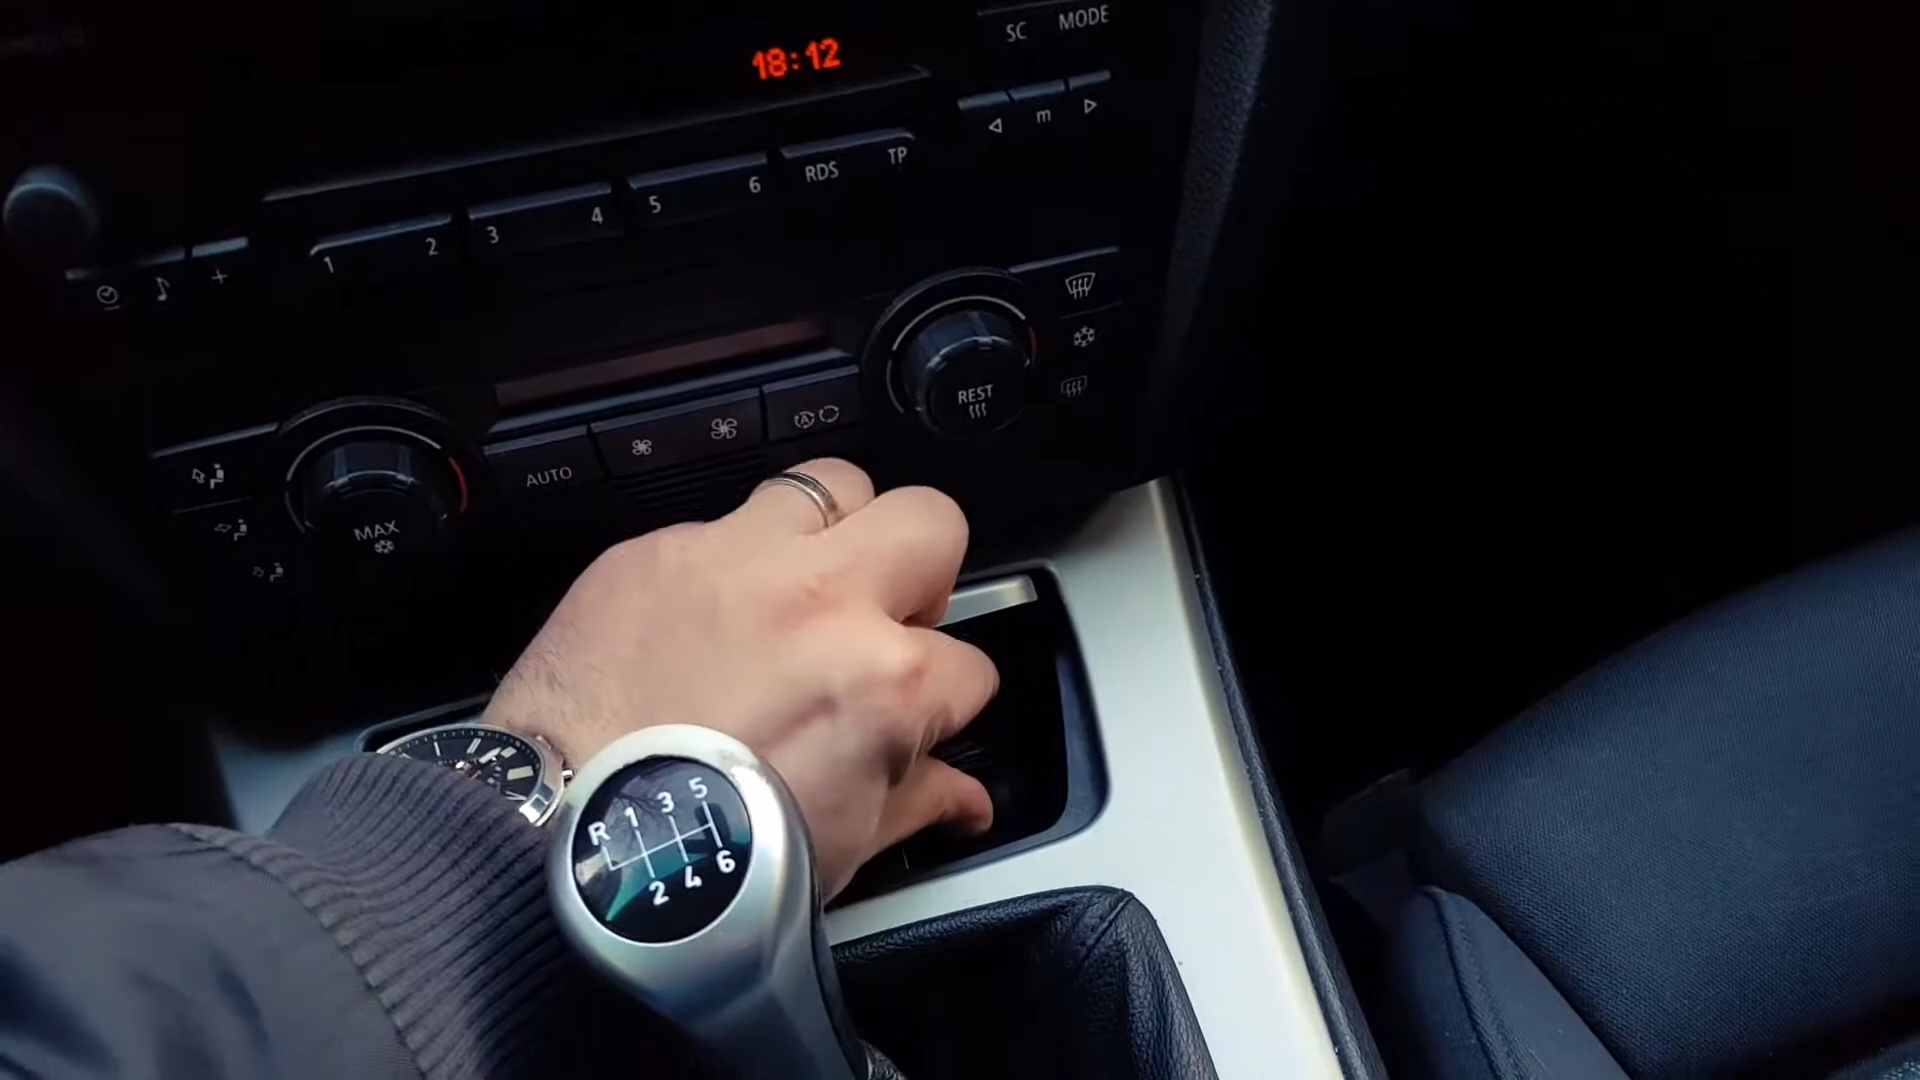 18:12
SC MODE
m
RDS TP
1 2 3 4 5 6
REST
AUTO
A
MAX
R 1 3 5
2 4 6